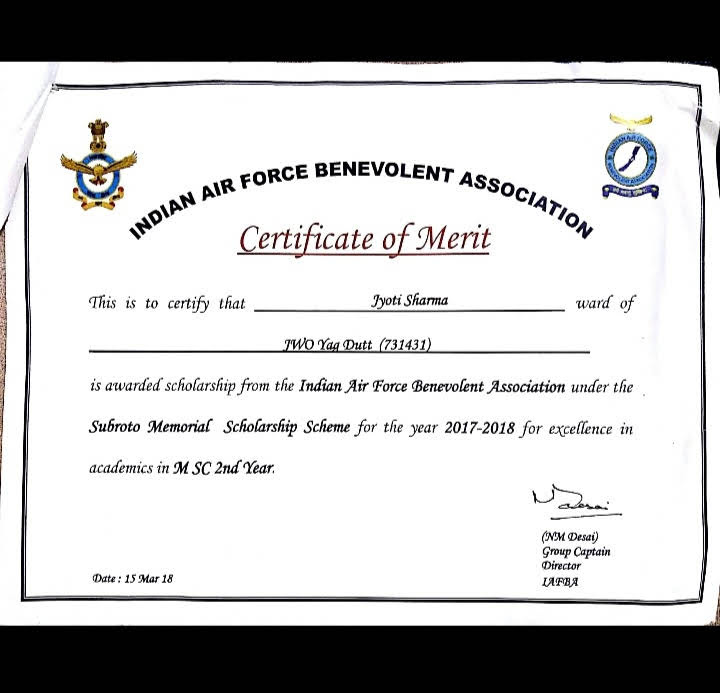 INDIAN AIR FORCE BENEVOLENT ASSOCIATION
Certificate of Merit
This is to certify that Jyoti Sharma ward of
JWO Yag Dutt (731431)
is awarded scholarship from the Indian Air Force Benevolent Association under the
Subroto Memorial Scholarship Scheme for the year 2017-2018 for excellence in
academics in M SC 2nd Year.
(NM Desai)
Group Captain
Director
Date : 15 Mar 18 IAFBA